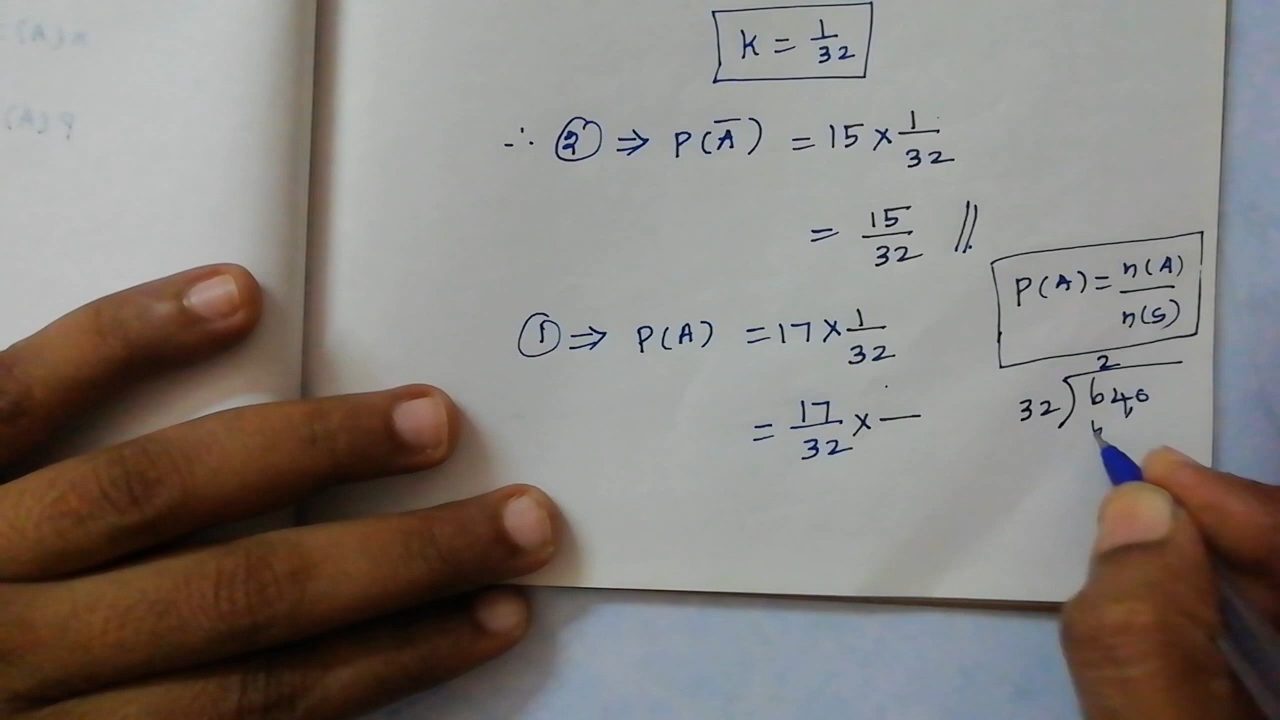 K = 1/32
∴ ② ⇒ P(Ā) = 15 × 1/32
= 15/32 //
P(A) = n(A)/n(S)
① ⇒ P(A) = 17 × 1/32
= 17/32 × —
2
32)640